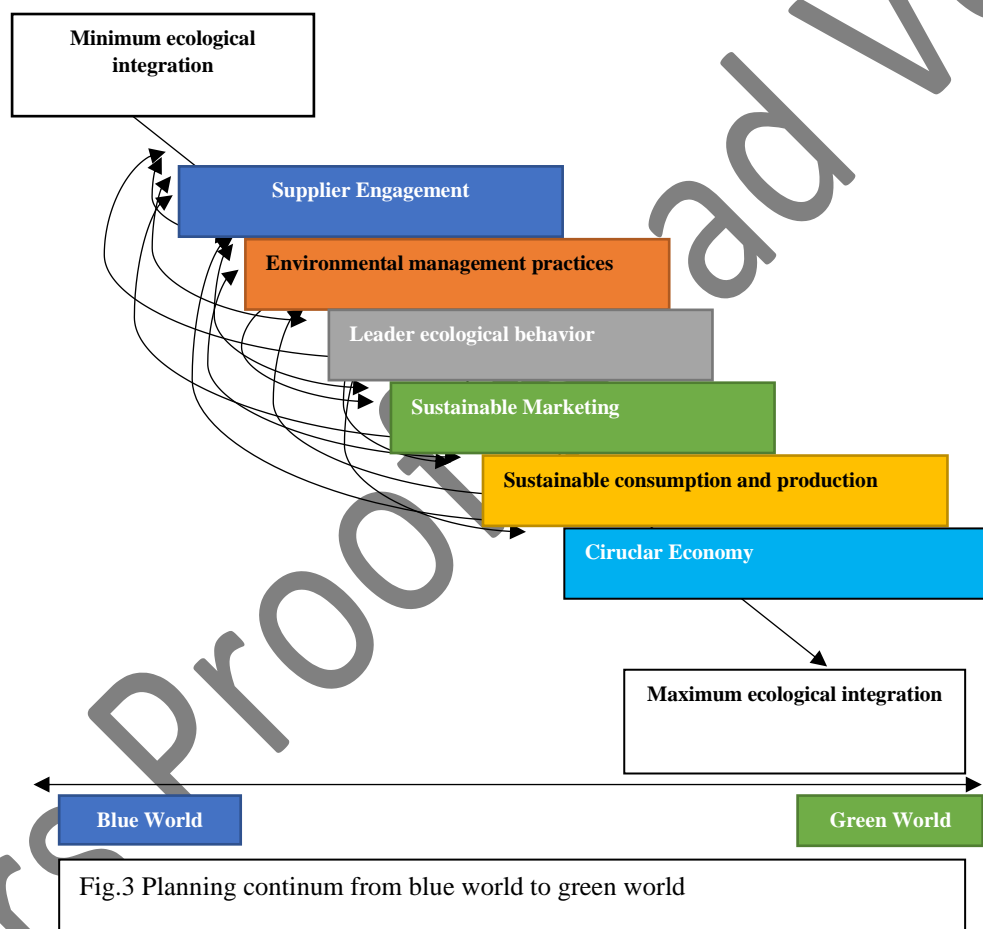 Minimum ecological
integration
Supplier Engagement
Environmental management practices
Leader ecological behavior
Sustainable Marketing
Sustainable consumption and production
Ciruclar Economy
Maximum ecological integration
Blue World
Green World
Fig.3 Planning continum from blue world to green world